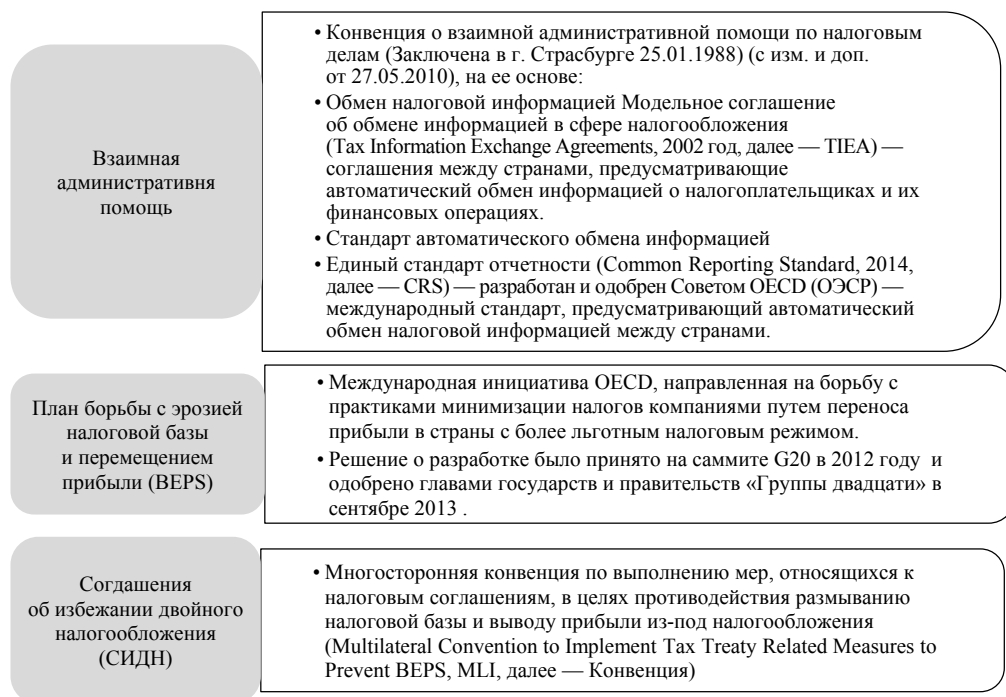 Взаимная
административня
помощь
• Конвенция о взаимной административной помощи по налоговым
делам (Заключена в г. Страсбурге 25.01.1988) (с изм. и доп.
от 27.05.2010), на ее основе:
• Обмен налоговой информацией Модельное соглашение
об обмене информацией в сфере налогообложения
(Tax Information Exchange Agreements, 2002 год, далее — TIEA) —
соглашения между странами, предусматривающие
автоматический обмен информацией о налогоплательщиках и их
финансовых операциях.
• Стандарт автоматического обмена информацией
• Единый стандарт отчетности (Common Reporting Standard, 2014,
далее — CRS) — разработан и одобрен Советом OECD (ОЭСР) —
международный стандарт, предусматривающий автоматический
обмен налоговой информацией между странами.
План борьбы с эрозией
налоговой базы
и перемещением
прибыли (BEPS)
• Международная инициатива OECD, направленная на борьбу с
практиками минимизации налогов компаниями путем переноса
прибыли в страны с более льготным налоговым режимом.
• Решение о разработке было принято на саммите G20 в 2012 году и
одобрено главами государств и правительств «Группы двадцати» в
сентябре 2013 .
Согдашения
об избежании двойного
налогообложения
(СИДН)
• Многосторонняя конвенция по выполнению мер, относящихся к
налоговым соглашениям, в целях противодействия размыванию
налоговой базы и выводу прибыли из-под налогообложения
(Multilateral Convention to Implement Tax Treaty Related Measures to
Prevent BEPS, MLI, далее — Конвенция)